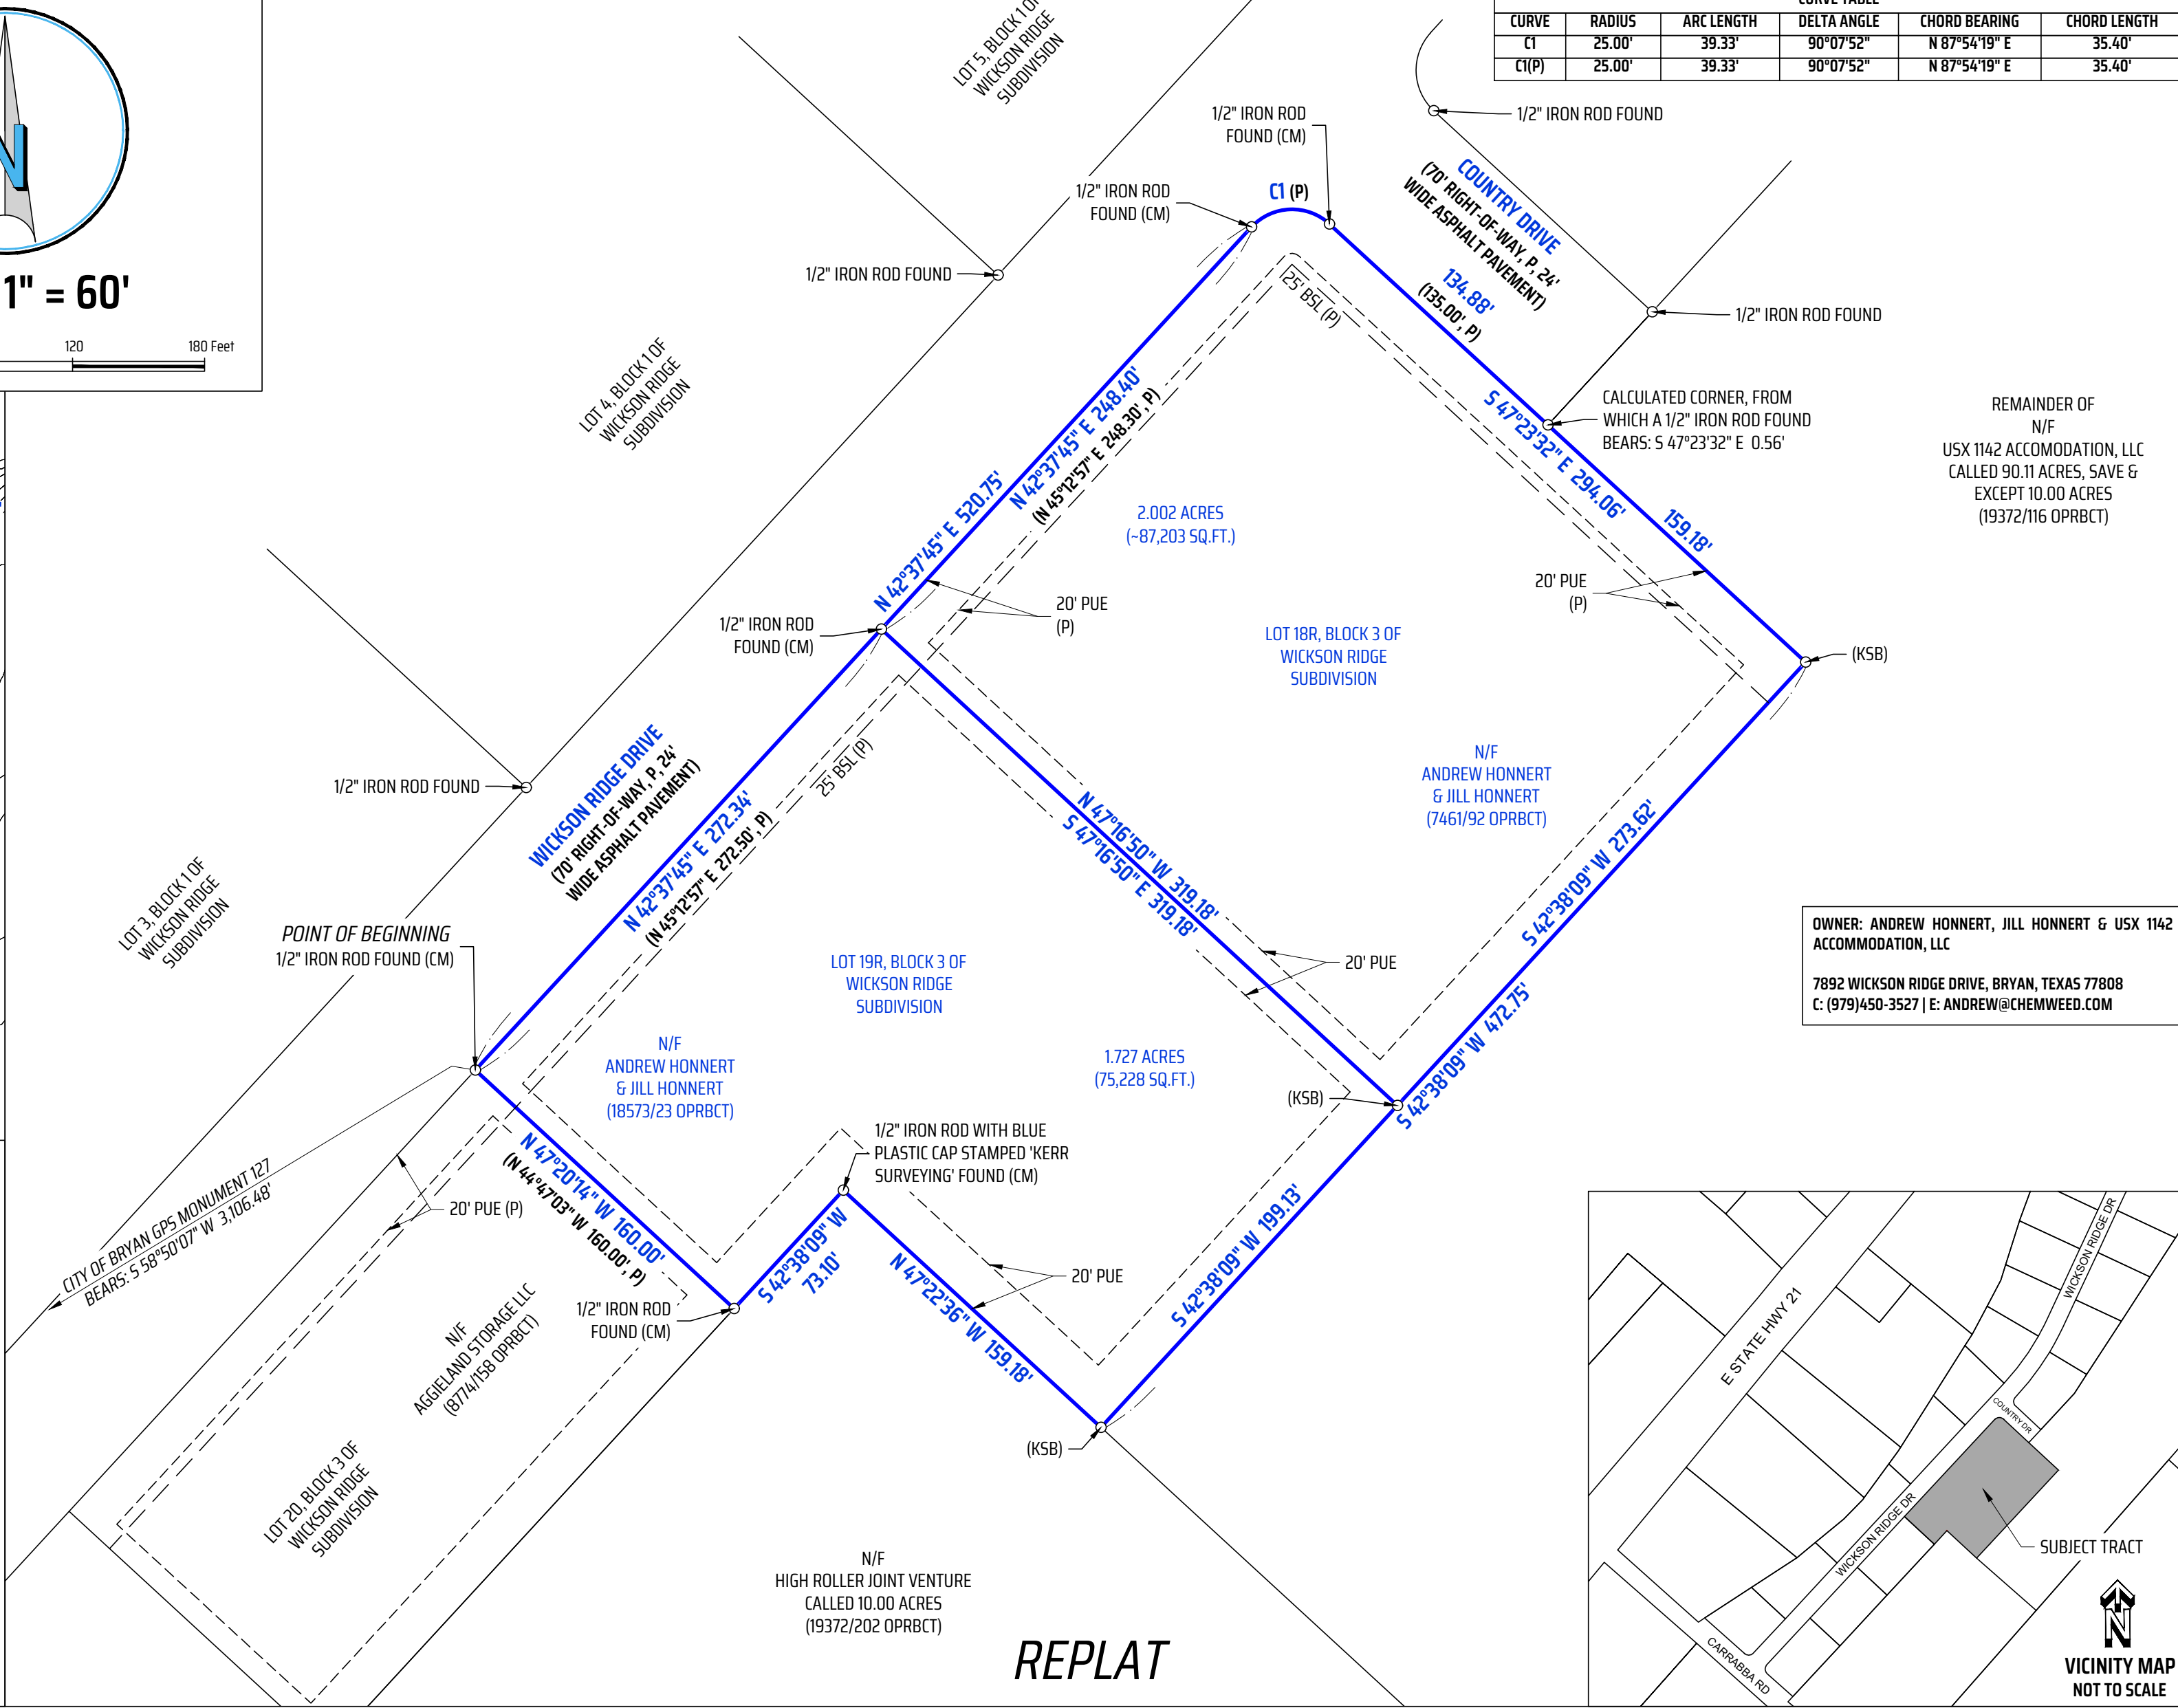 N
1" = 60'
120
180 Feet
CURVE TABLE
CURVE RADIUS ARC LENGTH DELTA ANGLE CHORD BEARING CHORD LENGTH
C1 25.00' 39.33' 90°07'52" N 87°54'19" E 35.40'
C1(P) 25.00' 39.33' 90°07'52" N 87°54'19" E 35.40'
LOT 5, BLOCK 1 OF
WICKSON RIDGE
SUBDIVISION
1/2" IRON ROD
FOUND (CM)
1/2" IRON ROD FOUND
1/2" IRON ROD
FOUND (CM)
C1 (P)
COUNTRY DRIVE
(70' RIGHT-OF-WAY, P, 24'
WIDE ASPHALT PAVEMENT)
1/2" IRON ROD FOUND
25' BSL (P)
134.88'
(135.00', P)
1/2" IRON ROD FOUND
LOT 4, BLOCK 1 OF
WICKSON RIDGE
SUBDIVISION
CALCULATED CORNER, FROM
WHICH A 1/2" IRON ROD FOUND
BEARS: S 47°23'32" E 0.56'
REMAINDER OF
N/F
USX 1142 ACCOMODATION, LLC
CALLED 90.11 ACRES, SAVE &
EXCEPT 10.00 ACRES
(19372/116 OPRBCT)
N 42°37'45" E 520.75'
N 42°37'45" E 248.40'
(N 45°12'57" E 248.30', P)
S 47°23'32" E 294.06'
159.18'
2.002 ACRES
(~87,203 SQ.FT.)
20' PUE
(P)
20' PUE
(P)
1/2" IRON ROD
FOUND (CM)
LOT 18R, BLOCK 3 OF
WICKSON RIDGE
SUBDIVISION
(KSB)
1/2" IRON ROD FOUND
WICKSON RIDGE DRIVE
(70' RIGHT-OF-WAY, P, 24'
WIDE ASPHALT PAVEMENT)
25' BSL (P)
N/F
ANDREW HONNERT
& JILL HONNERT
(7461/92 OPRBCT)
N 42°37'45" E 272.34'
(N 45°12'57" E 272.50', P)
N 47°16'50" W 319.18'
S 47°16'50" E 319.18'
S 42°38'09" W 273.62'
LOT 3, BLOCK 1 OF
WICKSON RIDGE
SUBDIVISION
POINT OF BEGINNING
1/2" IRON ROD FOUND (CM)
LOT 19R, BLOCK 3 OF
WICKSON RIDGE
SUBDIVISION
20' PUE
OWNER: ANDREW HONNERT, JILL HONNERT & USX 1142
ACCOMMODATION, LLC
7892 WICKSON RIDGE DRIVE, BRYAN, TEXAS 77808
C: (979)450-3527 | E: ANDREW@CHEMWEED.COM
N/F
ANDREW HONNERT
& JILL HONNERT
(18573/23 OPRBCT)
1.727 ACRES
(75,228 SQ.FT.)
(KSB)
S 42°38'09" W 472.75'
1/2" IRON ROD WITH BLUE
PLASTIC CAP STAMPED 'KERR
SURVEYING' FOUND (CM)
CITY OF BRYAN GPS MONUMENT 127
BEARS: S 58°50'07" W 3,106.48'
20' PUE (P)
N 47°20'14" W 160.00'
(N 44°47'03" W 160.00', P)
S 42°38'09" W
73.10'
N 47°22'36" W 159.18'
20' PUE
S 42°38'09" W 199.13'
1/2" IRON ROD
FOUND (CM)
N/F
AGGIELAND STORAGE LLC
(8774/158 OPRBCT)
(KSB)
LOT 20, BLOCK 3 OF
WICKSON RIDGE
SUBDIVISION
N/F
HIGH ROLLER JOINT VENTURE
CALLED 10.00 ACRES
(19372/202 OPRBCT)
REPLAT
WICKSON RIDGE DR
E STATE HWY 21
COUNTRY DR
WICKSON RIDGE DR
SUBJECT TRACT
CARRABBA RD
N
VICINITY MAP
NOT TO SCALE